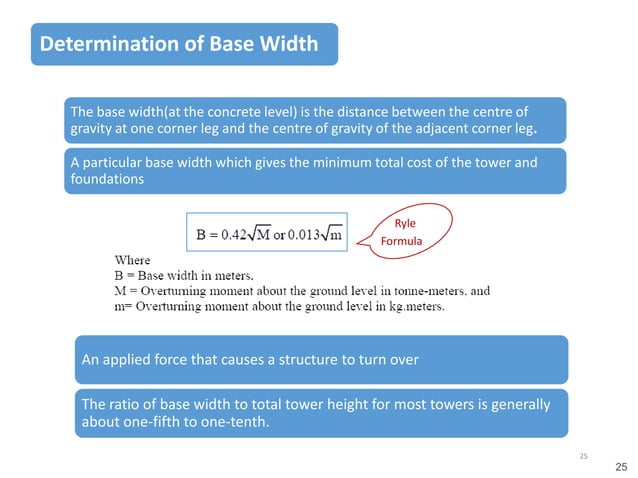 Determination of Base Width
The base width(at the concrete level) is the distance between the centre of
gravity at one corner leg and the centre of gravity of the adjacent corner leg.
A particular base width which gives the minimum total cost of the tower and
foundations
B = 0.42√M or 0.013√m
Ryle
Formula
Where
B = Base width in meters,
M = Overturning moment about the ground level in tonne-meters, and
m= Overturning moment about the ground level in kg.meters.
An applied force that causes a structure to turn over
The ratio of base width to total tower height for most towers is generally
about one-fifth to one-tenth.
25
25